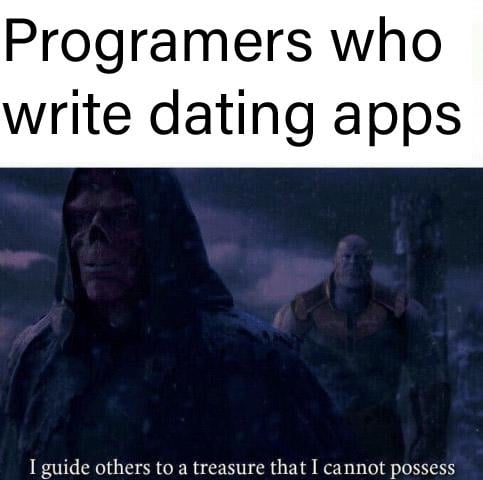 Programers who
write dating apps
I guide others to a treasure that I cannot possess